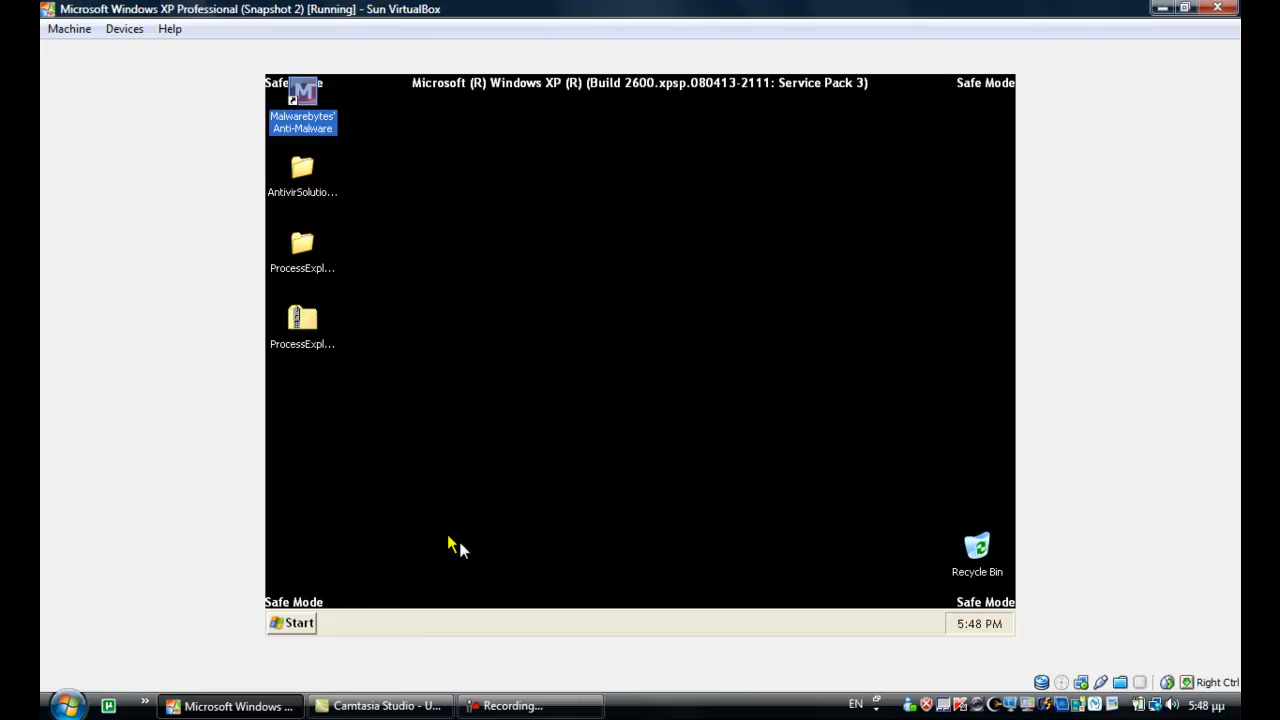 Microsoft Windows XP Professional (Snapshot 2) [Running] - Sun VirtualBox
Machine Devices Help
Safe Mode
Microsoft (R) Windows XP (R) (Build 2600.xpsp.080413-2111: Service Pack 3)
Safe Mode
Malwarebytes'
Anti-Malware
AntivirSolutio...
ProcessExpl...
ProcessExpl...
Recycle Bin
Safe Mode
Safe Mode
Start
5:48 PM
Right Ctrl
Microsoft Windows ...
Camtasia Studio - U...
Recording...
EN
5:48 μμ